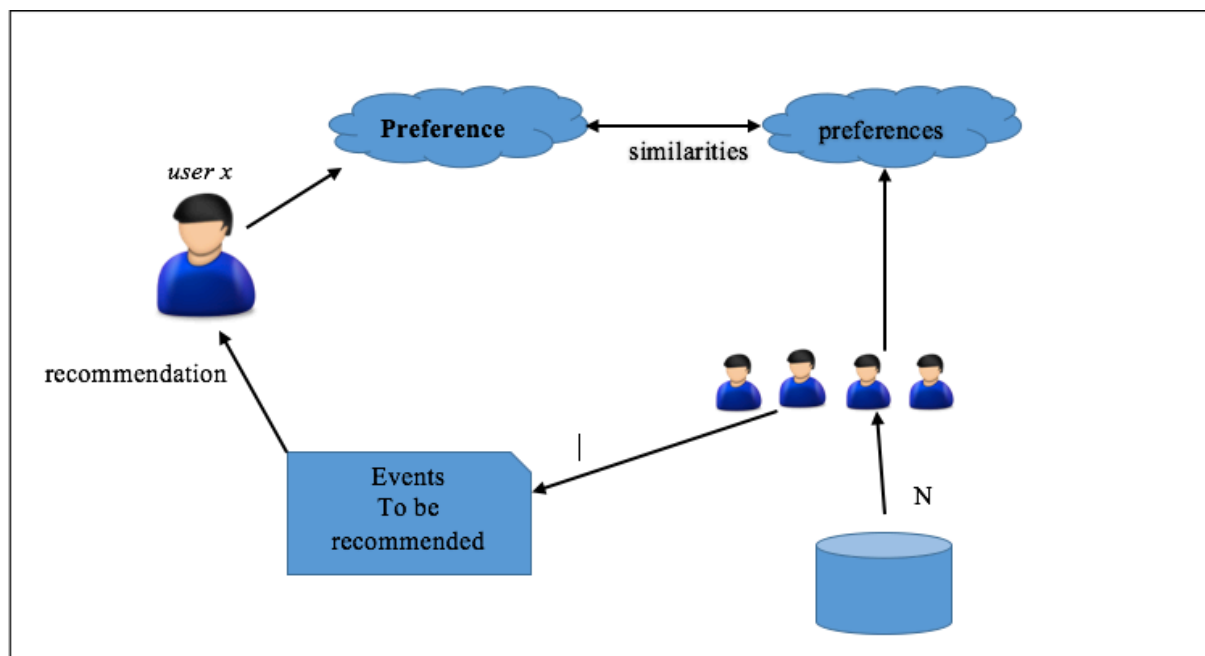 Preference
preferences
similarities
user x
recommendation
Events
To be
recommended
N